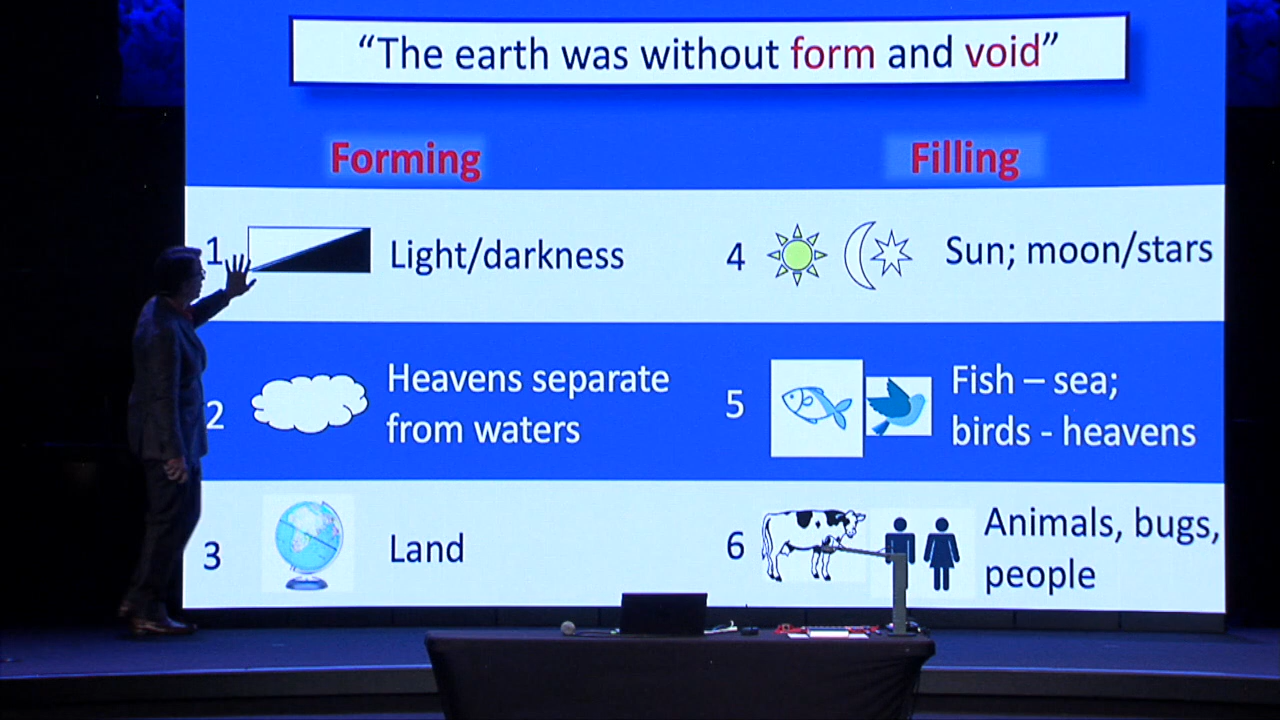 “The earth was without form and void”
Forming
Filling
1
Light/darkness
4
Sun; moon/stars
2
Heavens separate
from waters
5
Fish – sea;
birds - heavens
3
Land
6
Animals, bugs,
people